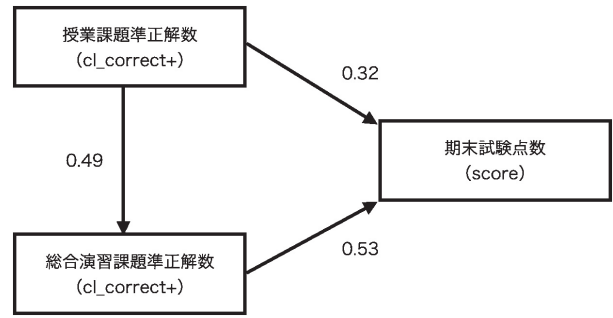 授業課題準正解数
（cl_correct+）
0.32
期末試験点数
（score）
0.49
総合演習課題準正解数
（cl_correct+）
0.53